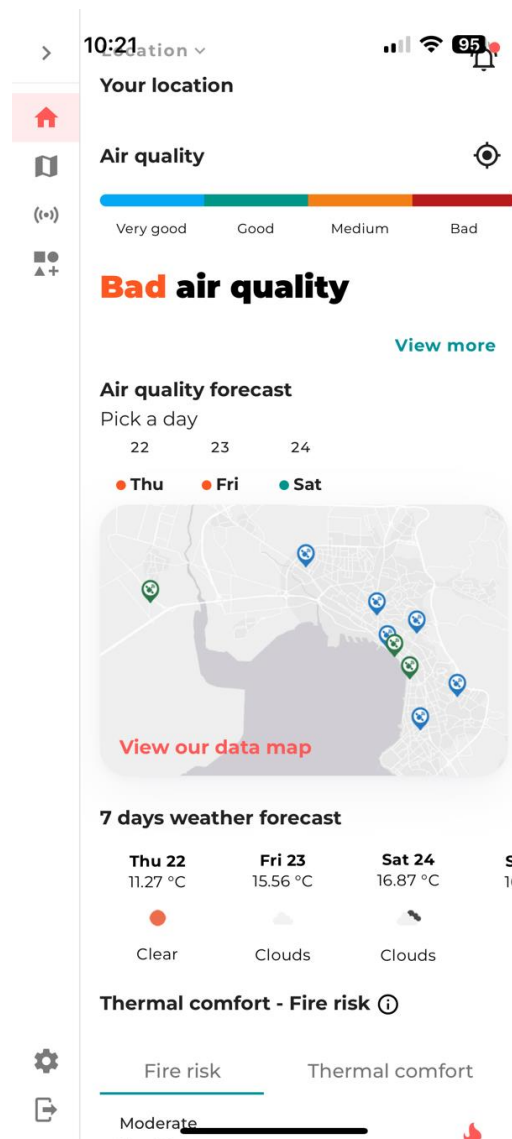 10:21
95
Location
Your location
Air quality
Very good Good Medium Bad
Bad air quality
View more
Air quality forecast
Pick a day
22 23 24
Thu Fri Sat
View our data map
7 days weather forecast
Thu 22 Fri 23 Sat 24
11.27 °C 15.56 °C 16.87 °C
Clear Clouds Clouds
Thermal comfort - Fire risk
Fire risk Thermal comfort
Moderate